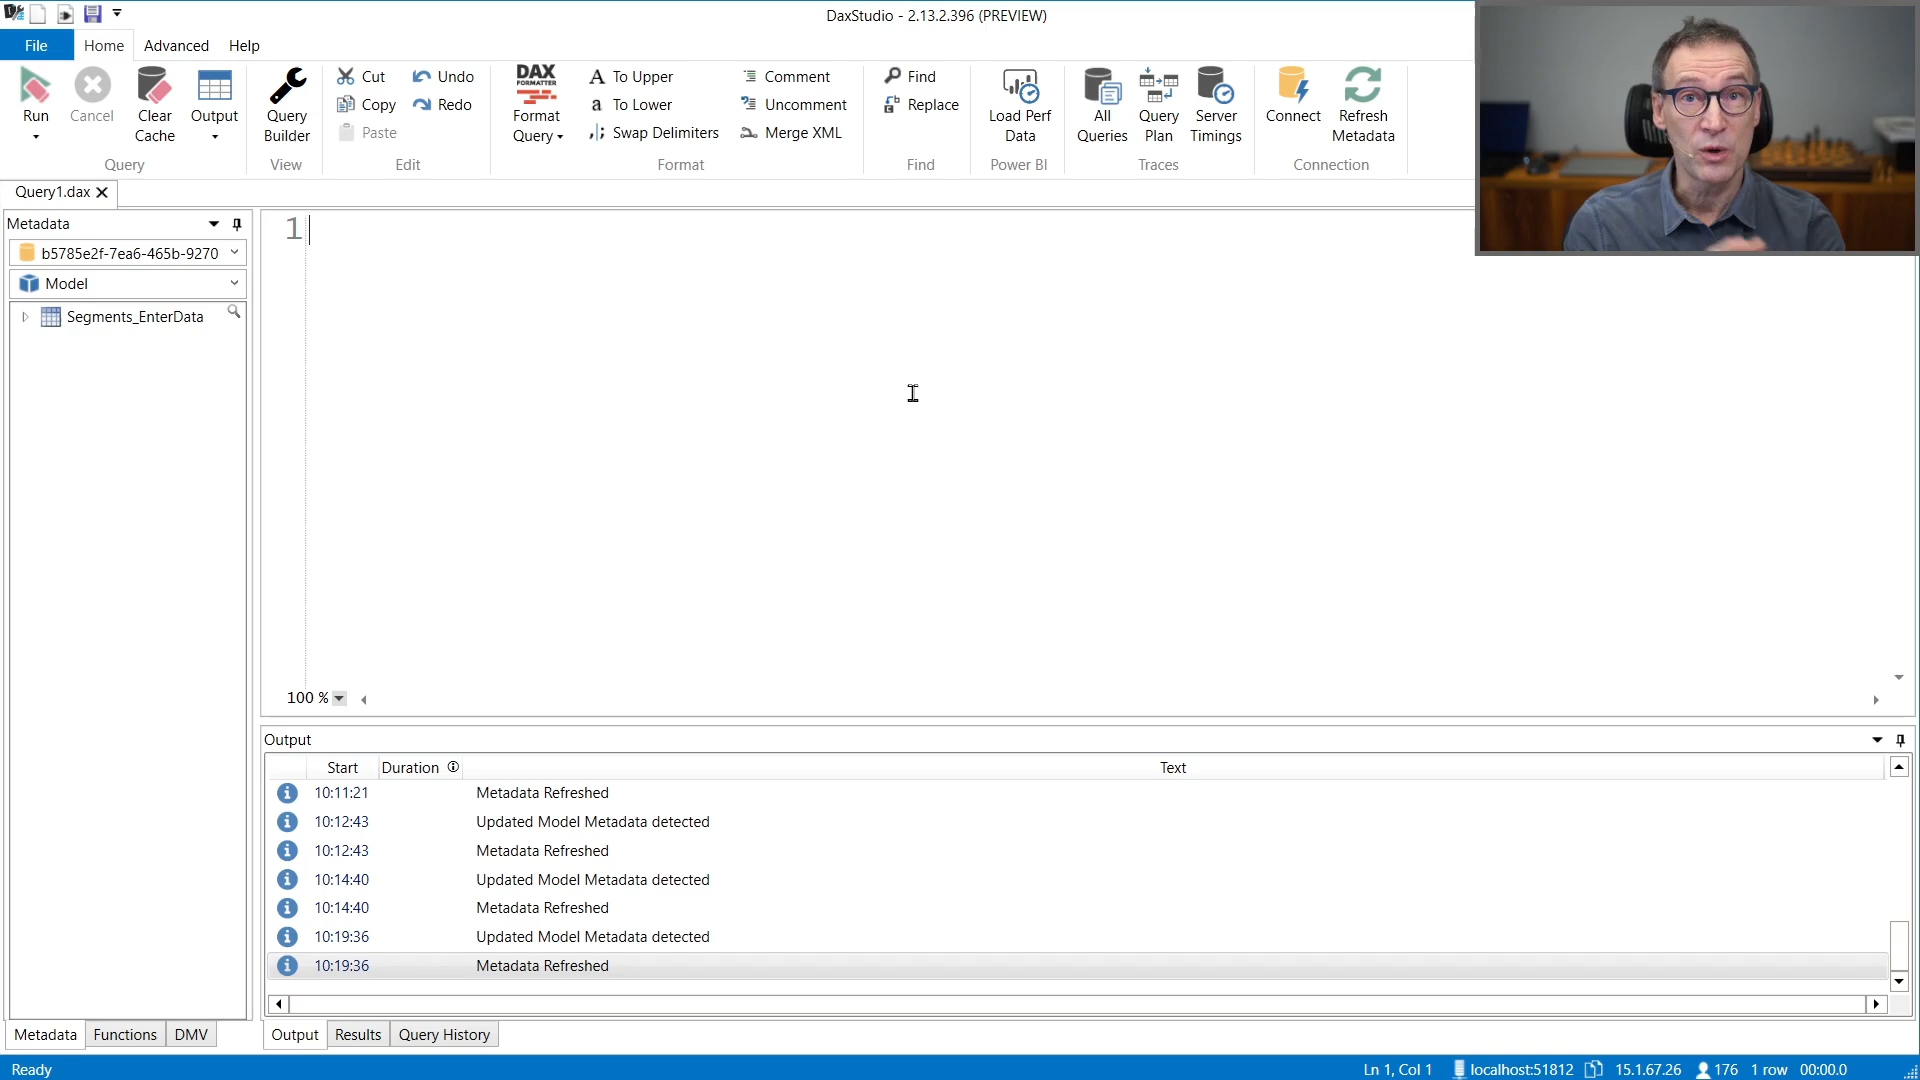 DaxStudio - 2.13.2.396 (PREVIEW)
File Home Advanced Help
Run
Cancel
Clear Cache
Output
Query
Query Builder
View
Cut
Copy
Paste
Undo
Redo
Edit
DAX FORMATTER
Format Query
A To Upper
a To Lower
Swap Delimiters
Comment
Uncomment
Merge XML
Format
Find
Replace
Find
Load Perf Data
Power BI
All Queries
Query Plan
Server Timings
Traces
Connect
Refresh Metadata
Connection
Query1.dax
Metadata
b5785e2f-7ea6-465b-9270
Model
Segments_EnterData
1
100 %
Output
Start Duration Text
10:11:21 Metadata Refreshed
10:12:43 Updated Model Metadata detected
10:12:43 Metadata Refreshed
10:14:40 Updated Model Metadata detected
10:14:40 Metadata Refreshed
10:19:36 Updated Model Metadata detected
10:19:36 Metadata Refreshed
Metadata Functions DMV
Output Results Query History
Ready
Ln 1, Col 1 localhost:51812 15.1.67.26 176 1 row 00:00.0